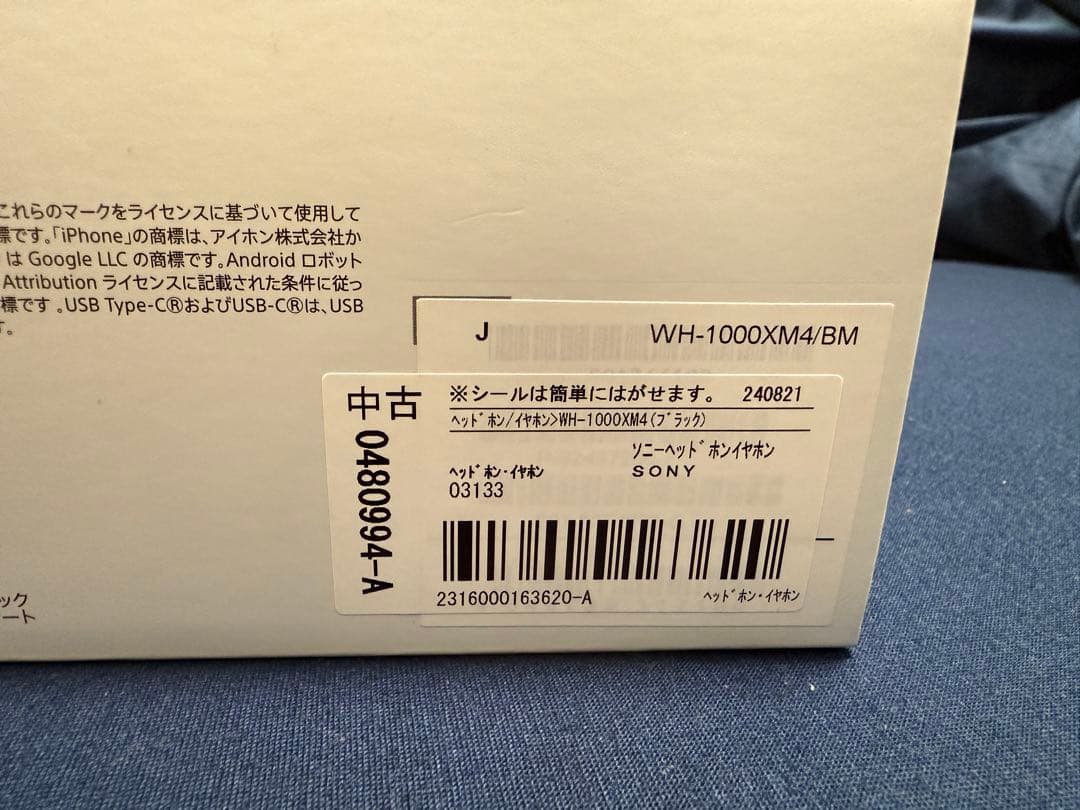 これらのマークをライセンスに基づいて使用して
標です。「iPhone」の商標は、アイホン株式会社か
は Google LLC の商標です。Android ロボット
Attribution ライセンスに記載された条件に従っ
標です 。USB Type-C®およびUSB-C®は、USB
す。
J WH-1000XM4/BM
中古 0480994-A
※シールは簡単にはがせます。 240821
ﾍｯﾄﾞﾎﾝ/ｲﾔﾎﾝ>WH-1000XM4(ﾌﾞﾗｯｸ)
ｿﾆｰﾍｯﾄﾞﾎﾝｲﾔﾎﾝ
ﾍｯﾄﾞﾎﾝ・ｲﾔﾎﾝ SONY
03133
2316000163620-A ﾍｯﾄﾞﾎﾝ・ｲﾔﾎﾝ
ック
ート